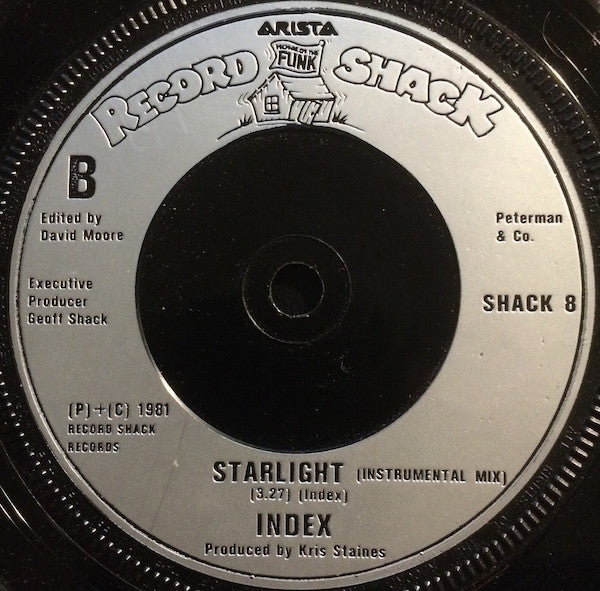 ARISTA
RECORD SHACK
HOME OF THE
FUNK
B
Edited by
David Moore
Peterman
& Co.
Executive
Producer
Geoff Shack
SHACK 8
(P)+(C) 1981
RECORD SHACK
RECORDS
STARLIGHT (INSTRUMENTAL MIX)
(3.27) (Index)
INDEX
Produced by Kris Staines